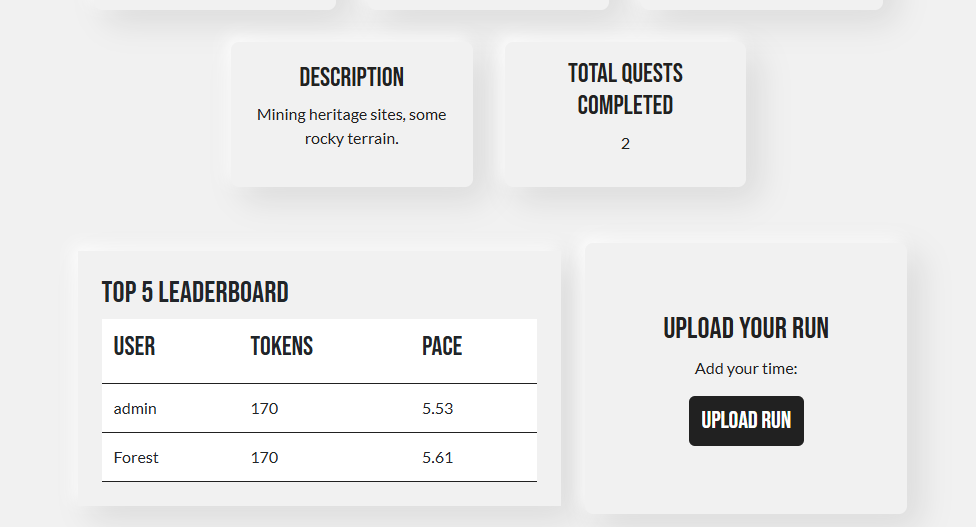 DESCRIPTION
Mining heritage sites, some
rocky terrain.
TOTAL QUESTS
COMPLETED
2
TOP 5 LEADERBOARD
USER TOKENS PACE
admin 170 5.53
Forest 170 5.61
UPLOAD YOUR RUN
Add your time:
UPLOAD RUN